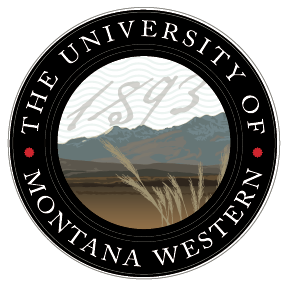 THE UNIVERSITY OF
1893
MONTANA WESTERN